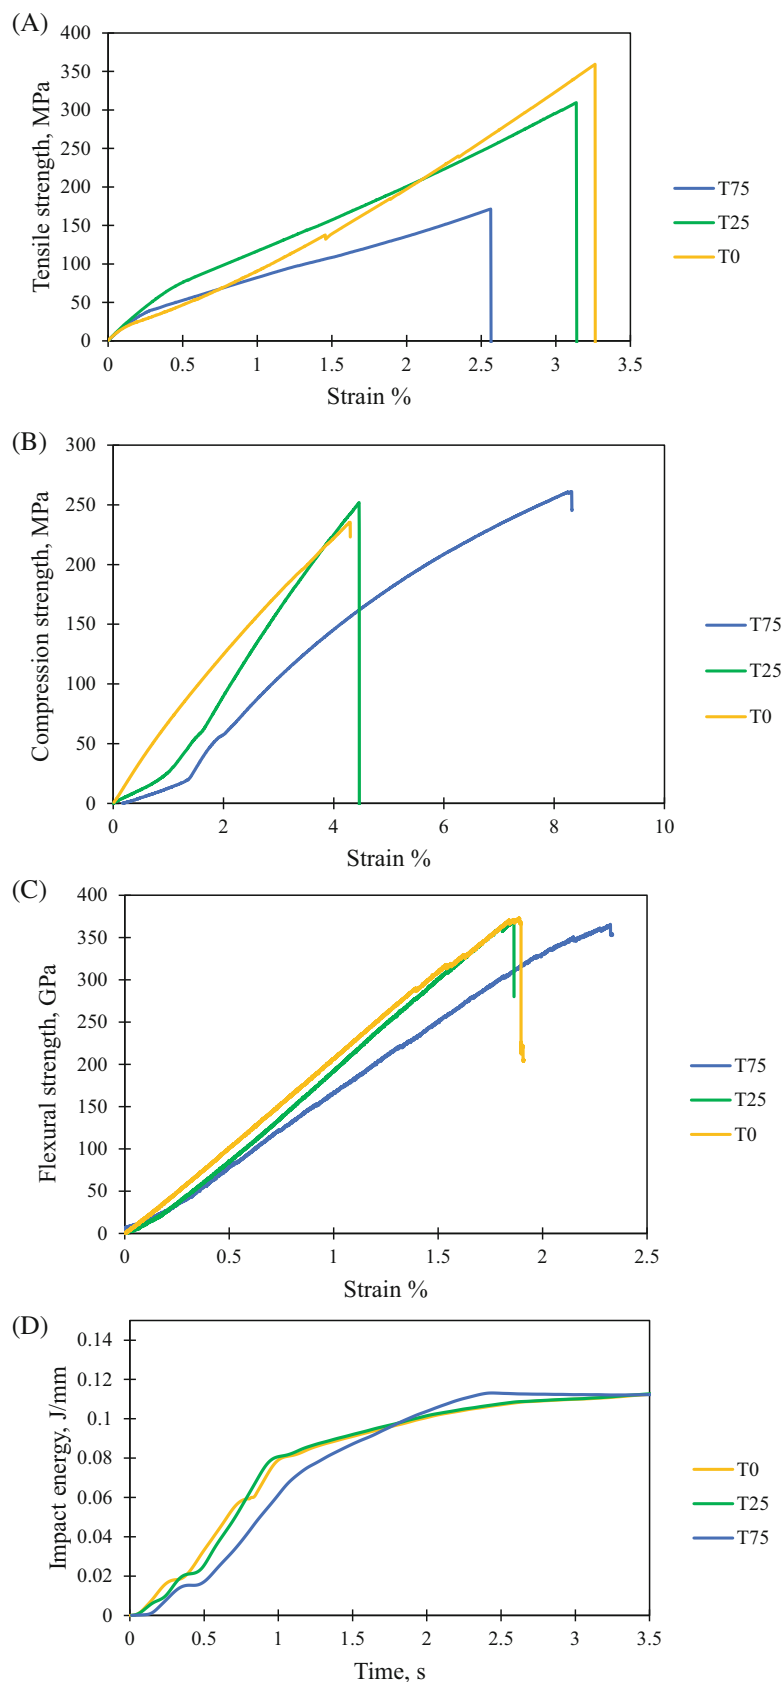 (A)
Tensile strength, MPa
400
350
300
250
200
150
100
50
0
0 0.5 1 1.5 2 2.5 3 3.5
Strain %
T75
T25
T0
(B)
Compression strength, MPa
300
250
200
150
100
50
0
0 2 4 6 8 10
Strain %
T75
T25
T0
(C)
Flexural strength, GPa
400
350
300
250
200
150
100
50
0
0 0.5 1 1.5 2 2.5
Strain %
T75
T25
T0
(D)
Impact energy, J/mm
0.14
0.12
0.1
0.08
0.06
0.04
0.02
0
0 0.5 1 1.5 2 2.5 3 3.5
Time, s
T0
T25
T75